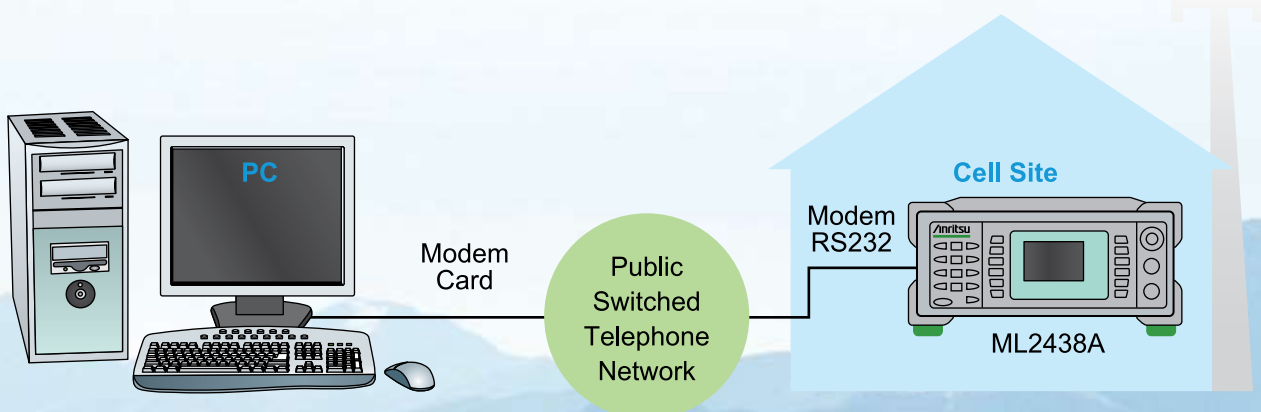 PC
Modem
Card
Public
Switched
Telephone
Network
Modem
RS232
Cell Site
Anritsu
ML2438A